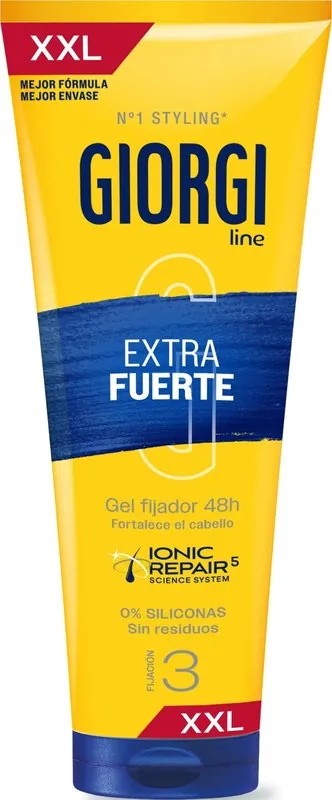 XXL
MEJOR FÓRMULA
MEJOR ENVASE
Nº1 STYLING*
GIORGI
line
G
EXTRA
FUERTE
Gel fijador 48h
Fortalece el cabello
IONIC
REPAIR⁵
SCIENCE SYSTEM
0% SILICONAS
Sin residuos
FIJACIÓN 3
XXL